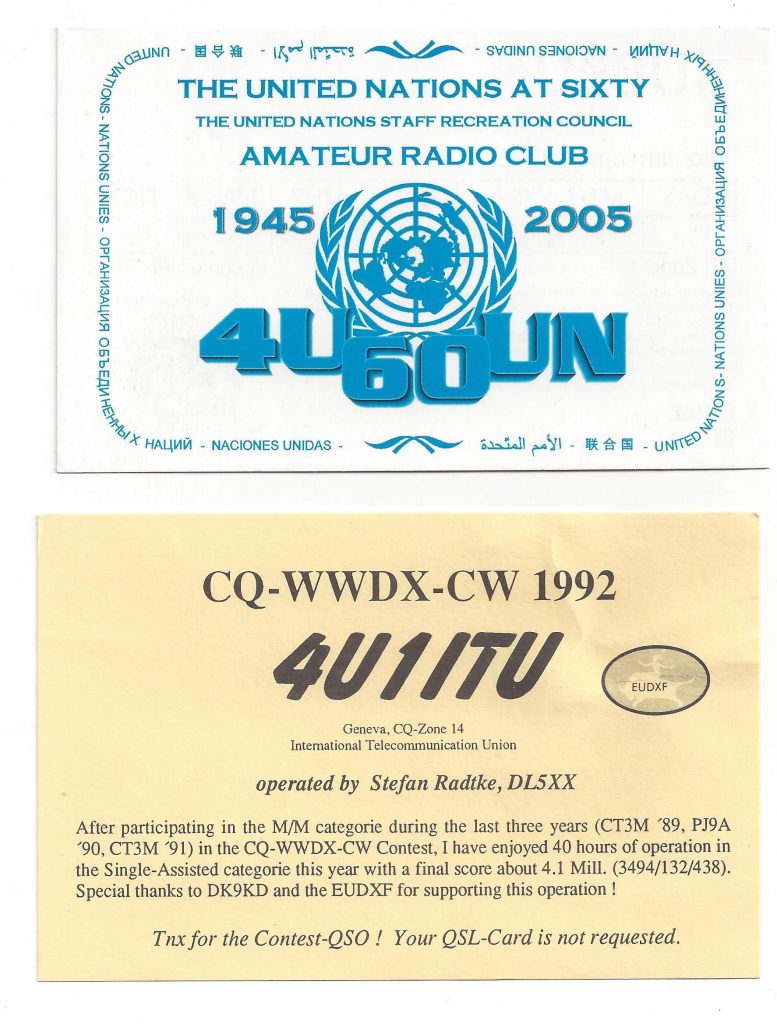 الأمم المتّحدة - 联合国 - UNITED NATIONS - NATIONS UNIES - ОРГАНИЗАЦИЯ ОБЪЕДИНЕННЫХ НАЦИЙ - NACIONES UNIDAS -
THE UNITED NATIONS AT SIXTY
THE UNITED NATIONS STAFF RECREATION COUNCIL
AMATEUR RADIO CLUB
1945 2005
4U60UN
الأمم المتّحدة - 联合国 - UNITED NATIONS - NATIONS UNIES - ОРГАНИЗАЦИЯ ОБЪЕДИНЕННЫХ НАЦИЙ - NACIONES UNIDAS -
CQ-WWDX-CW 1992
4U1ITU
EUDXF
Geneva, CQ-Zone 14
International Telecommunication Union
operated by Stefan Radtke, DL5XX
After participating in the M/M categorie during the last three years (CT3M ´89, PJ9A
´90, CT3M ´91) in the CQ-WWDX-CW Contest, I have enjoyed 40 hours of operation in
the Single-Assisted categorie this year with a final score about 4.1 Mill. (3494/132/438).
Special thanks to DK9KD and the EUDXF for supporting this operation !
Tnx for the Contest-QSO ! Your QSL-Card is not requested.